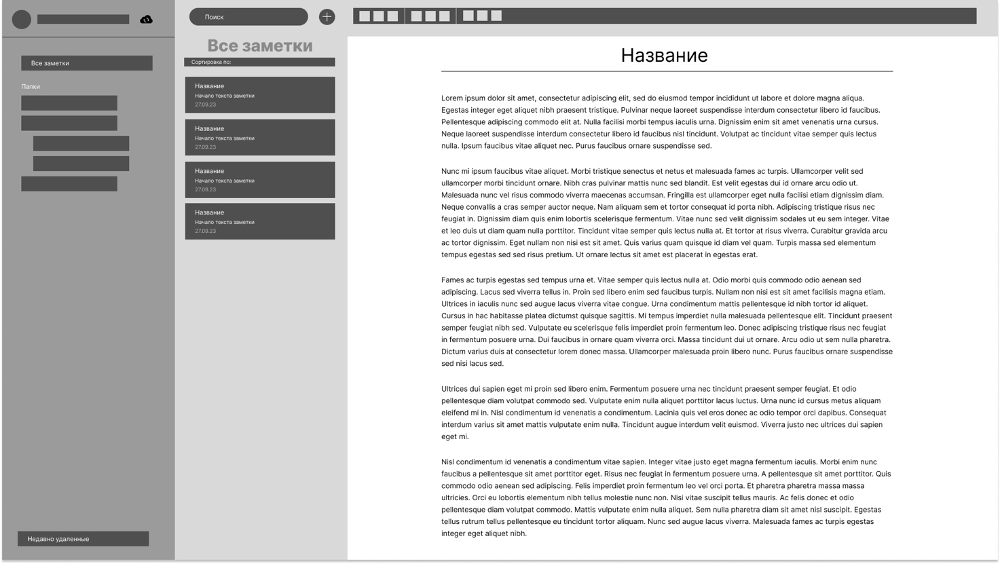 Все заметки
Папки
Недавно удаленные
Поиск
Все заметки
Сортировка по:
Название
Начало текста заметки
27.09.23
Название
Начало текста заметки
27.09.23
Название
Начало текста заметки
27.09.23
Название
Начало текста заметки
27.09.23
Название
Lorem ipsum dolor sit amet, consectetur adipiscing elit, sed do eiusmod tempor incididunt ut labore et dolore magna aliqua.
Egestas integer eget aliquet nibh praesent tristique. Pulvinar neque laoreet suspendisse interdum consectetur libero id faucibus.
Pellentesque adipiscing commodo elit at. Nulla facilisi morbi tempus iaculis urna. Dignissim enim sit amet venenatis urna cursus.
Neque laoreet suspendisse interdum consectetur libero id faucibus nisl tincidunt. Volutpat ac tincidunt vitae semper quis lectus
nulla. Ipsum faucibus vitae aliquet nec. Purus faucibus ornare suspendisse sed.
Nunc mi ipsum faucibus vitae aliquet. Morbi tristique senectus et netus et malesuada fames ac turpis. Ullamcorper velit sed
ullamcorper morbi tincidunt ornare. Nibh cras pulvinar mattis nunc sed blandit. Est velit egestas dui id ornare arcu odio ut.
Malesuada nunc vel risus commodo viverra maecenas accumsan. Fringilla est ullamcorper eget nulla facilisi etiam dignissim diam.
Neque convallis a cras semper auctor neque. Nam aliquam sem et tortor consequat id porta nibh. Adipiscing tristique risus nec
feugiat in. Dignissim diam quis enim lobortis scelerisque fermentum. Vitae nunc sed velit dignissim sodales ut eu sem integer. Vitae
et leo duis ut diam quam nulla porttitor. Tincidunt vitae semper quis lectus nulla at. Et tortor at risus viverra. Curabitur gravida arcu
ac tortor dignissim. Eget nullam non nisi est sit amet. Quis varius quam quisque id diam vel quam. Turpis massa sed elementum
tempus egestas sed sed risus pretium. Ut ornare lectus sit amet est placerat in egestas erat.
Fames ac turpis egestas sed tempus urna et. Vitae semper quis lectus nulla at. Odio morbi quis commodo odio aenean sed
adipiscing. Lacus sed viverra tellus in. Proin sed libero enim sed faucibus turpis. Nullam non nisi est sit amet facilisis magna etiam.
Ultrices in iaculis nunc sed augue lacus viverra vitae congue. Urna condimentum mattis pellentesque id nibh tortor id aliquet.
Cursus in hac habitasse platea dictumst quisque sagittis. Mi tempus imperdiet nulla malesuada pellentesque elit. Tincidunt praesent
semper feugiat nibh sed. Vulputate eu scelerisque felis imperdiet proin fermentum leo. Donec adipiscing tristique risus nec feugiat
in fermentum posuere urna. Dui faucibus in ornare quam viverra orci. Massa tincidunt dui ut ornare. Arcu odio ut sem nulla pharetra.
Dictum varius duis at consectetur lorem donec massa. Ullamcorper malesuada proin libero nunc. Purus faucibus ornare suspendisse
sed nisi lacus sed.
Ultrices dui sapien eget mi proin sed libero enim. Fermentum posuere urna nec tincidunt praesent semper feugiat. Et odio
pellentesque diam volutpat commodo sed. Vulputate enim nulla aliquet porttitor lacus luctus. Urna nunc id cursus metus aliquam
eleifend mi in. Nisl condimentum id venenatis a condimentum. Lacinia quis vel eros donec ac odio tempor orci dapibus. Consequat
interdum varius sit amet mattis vulputate enim nulla. Tincidunt augue interdum velit euismod. Viverra justo nec ultrices dui sapien
eget mi.
Nisl condimentum id venenatis a condimentum vitae sapien. Integer vitae justo eget magna fermentum iaculis. Morbi enim nunc
faucibus a pellentesque sit amet porttitor eget. Risus nec feugiat in fermentum posuere urna. A pellentesque sit amet porttitor. Quis
commodo odio aenean sed adipiscing. Felis imperdiet proin fermentum leo vel orci porta. Et pharetra pharetra massa massa
ultricies. Orci eu lobortis elementum nibh tellus molestie nunc non. Nisi vitae suscipit tellus mauris. Ac felis donec et odio
pellentesque diam volutpat commodo. Mattis vulputate enim nulla aliquet. Sem nulla pharetra diam sit amet nisl suscipit. Egestas
tellus rutrum tellus pellentesque eu tincidunt tortor aliquam. Nunc sed augue lacus viverra. Malesuada fames ac turpis egestas
integer eget aliquet nibh.